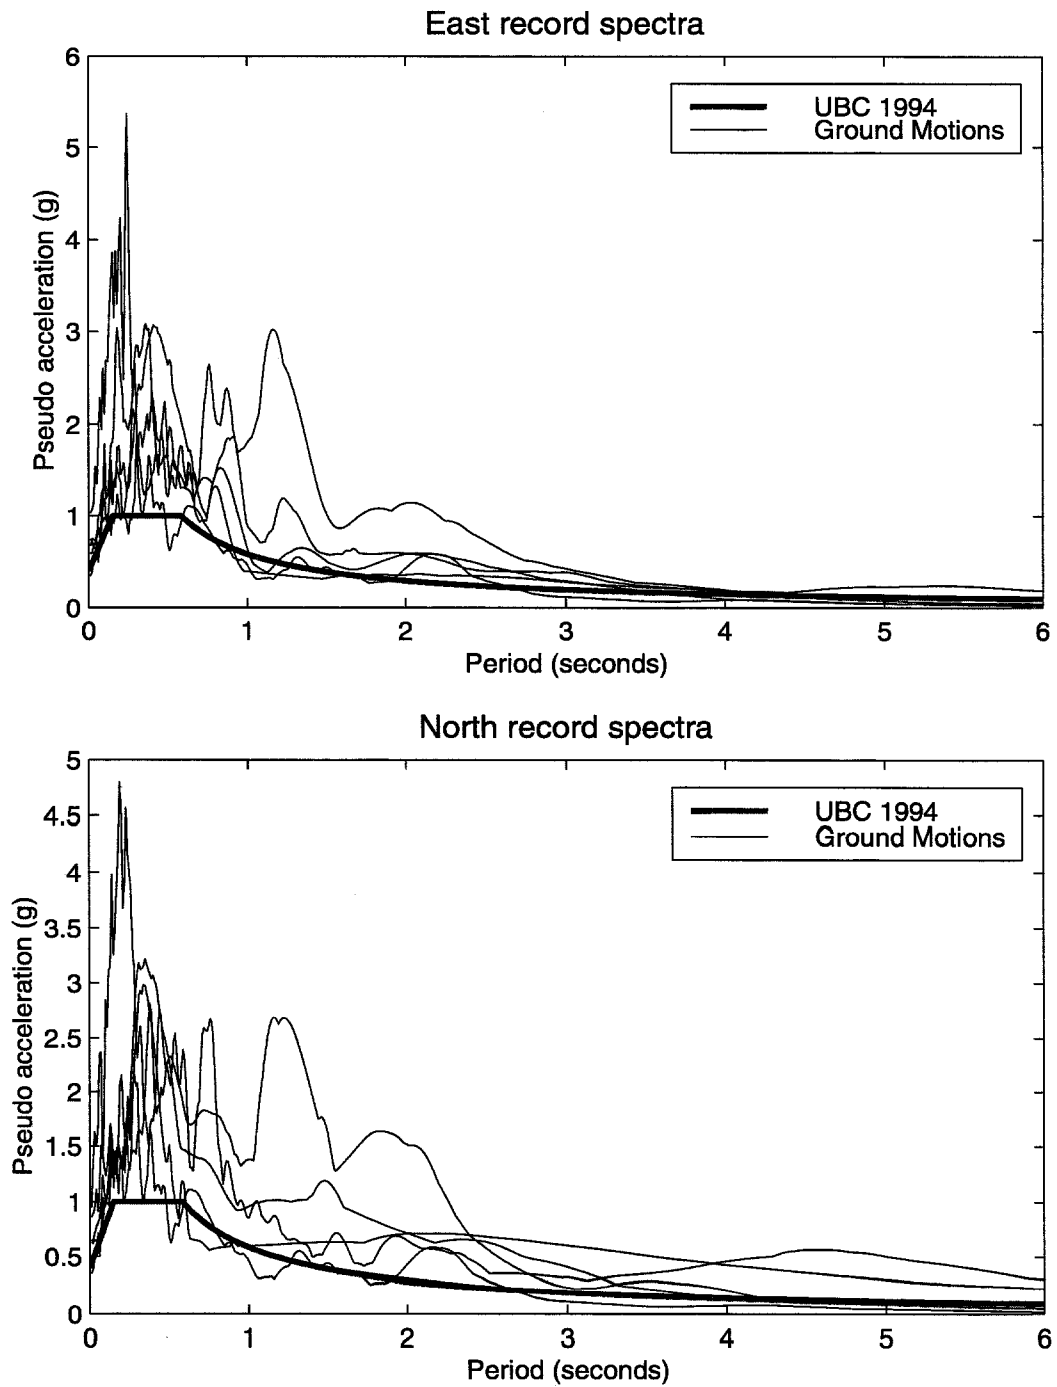 East record spectra
6
5
4
3
2
1
0
Pseudo acceleration (g)
UBC 1994
Ground Motions
0 1 2 3 4 5 6
Period (seconds)
North record spectra
5
4.5
4
3.5
3
2.5
2
1.5
1
0.5
0
Pseudo acceleration (g)
UBC 1994
Ground Motions
0 1 2 3 4 5 6
Period (seconds)